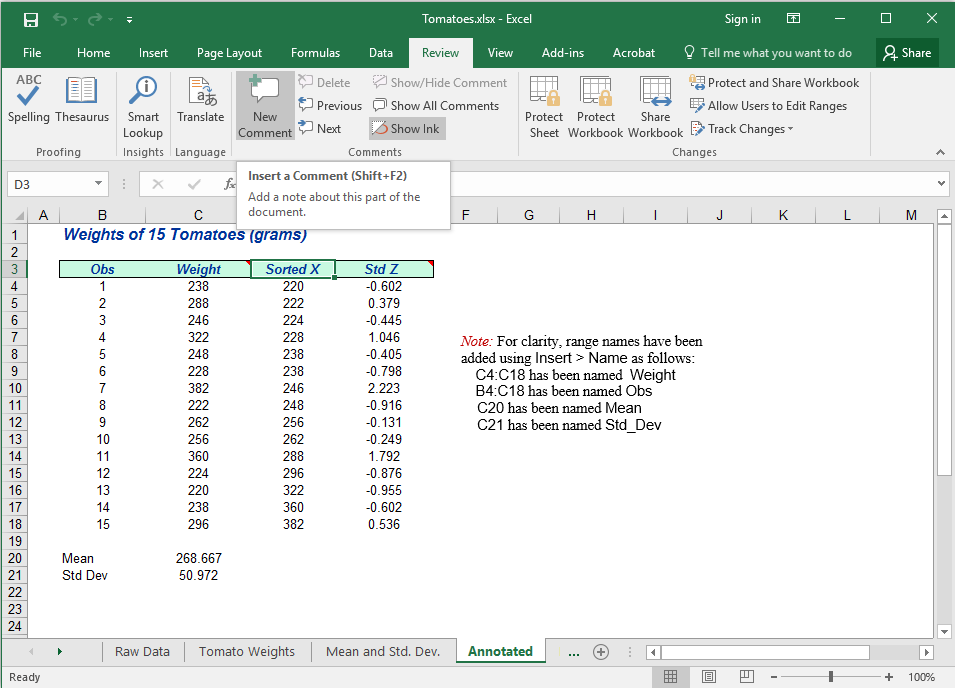 Tomatoes.xlsx - Excel
Sign in
File Home Insert Page Layout Formulas Data Review View Add-ins Acrobat Tell me what you want to do Share
ABC
Spelling Thesaurus
Proofing
Smart
Lookup
Insights
Translate
Language
New
Comment
Delete
Previous
Next
Show/Hide Comment
Show All Comments
Show Ink
Comments
Protect
Sheet
Protect
Workbook
Share
Workbook
Protect and Share Workbook
Allow Users to Edit Ranges
Track Changes
Changes
Insert a Comment (Shift+F2)
Add a note about this part of the
document.
D3 fx
A B C F G H I J K L M
1 Weights of 15 Tomatoes (grams)
2
3 Obs Weight Sorted X Std Z
4 1 238 220 -0.602
5 2 288 222 0.379
6 3 246 224 -0.445
7 4 322 228 1.046
8 5 248 238 -0.405
9 6 228 238 -0.798
10 7 382 246 2.223
11 8 222 248 -0.916
12 9 262 256 -0.131
13 10 256 262 -0.249
14 11 360 288 1.792
15 12 224 296 -0.876
16 13 220 322 -0.955
17 14 238 360 -0.602
18 15 296 382 0.536
19
20 Mean 268.667
21 Std Dev 50.972
22
23
24
Note: For clarity, range names have been
added using Insert > Name as follows:
C4:C18 has been named Weight
B4:C18 has been named Obs
C20 has been named Mean
C21 has been named Std_Dev
Raw Data Tomato Weights Mean and Std. Dev. Annotated ...
Ready 100%